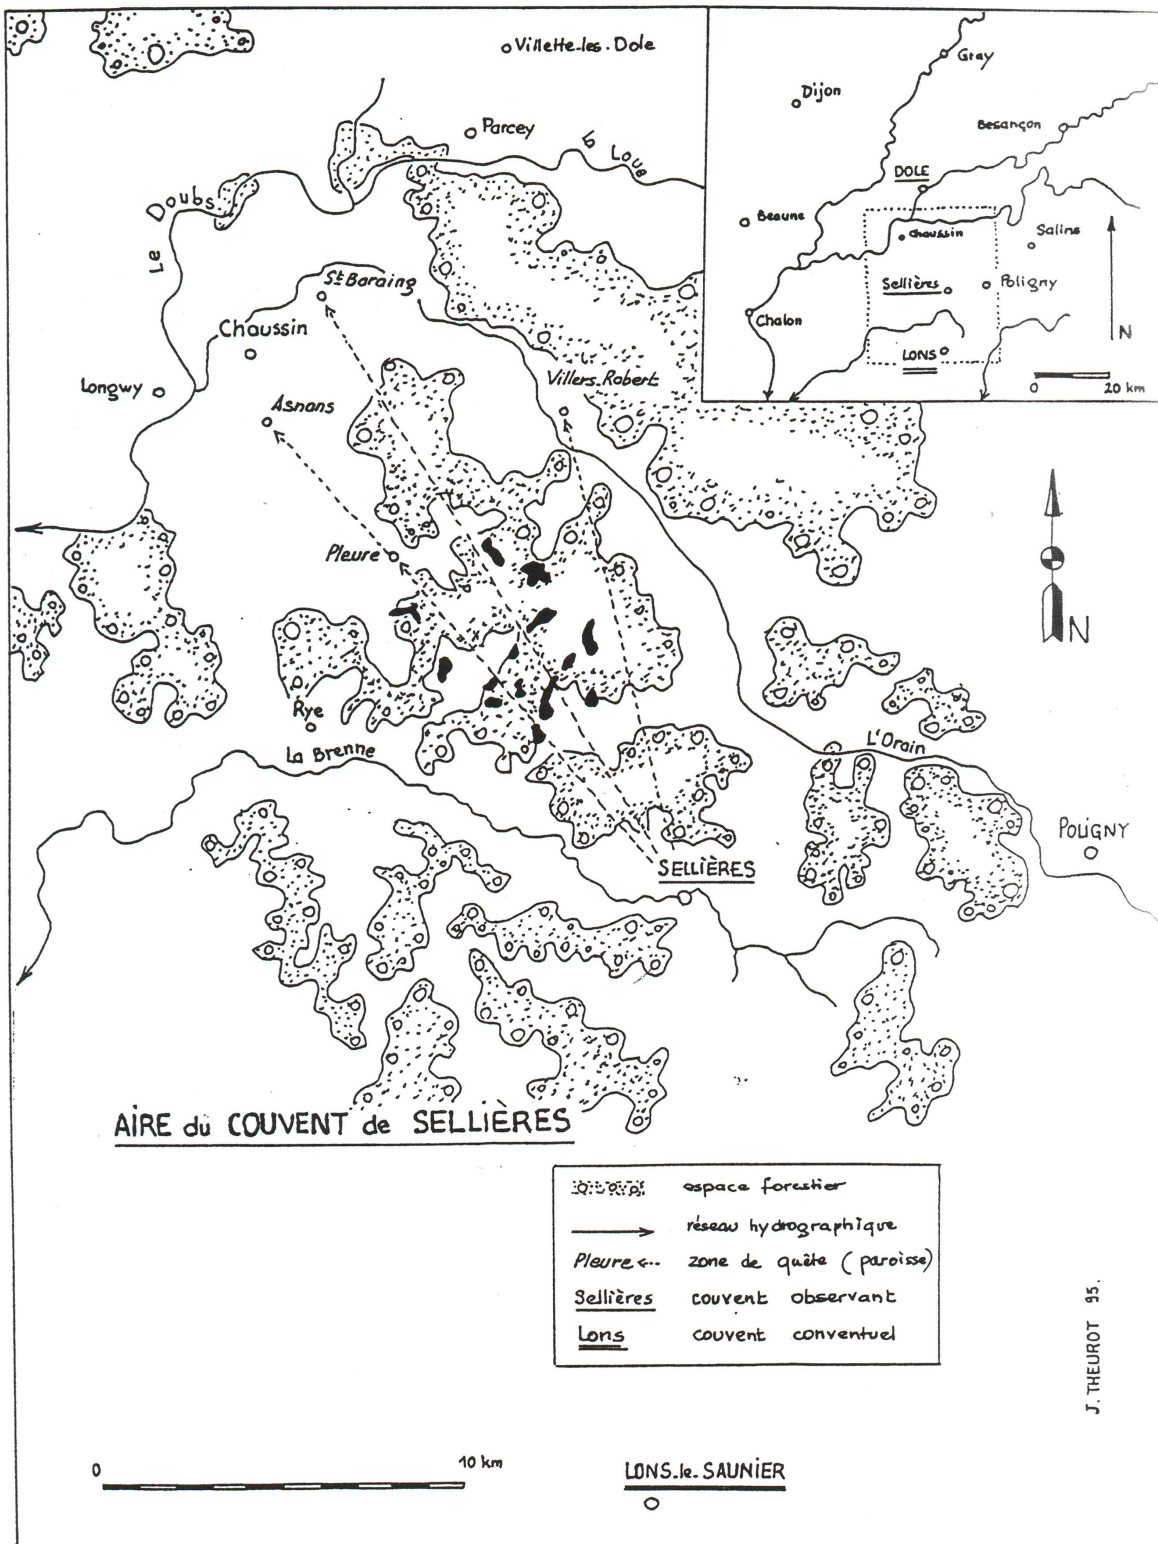 Villette-les-Dole
Parcey
La Loue
Le Doubs
St Baraing
Chaussin
Longwy
Asnans
Villers-Robert
Pleure
Rye
La Brenne
L'Orain
POLIGNY
SELLIÈRES
Gray
Dijon
Besançon
DOLE
Beaune
Chaussin
Saline
Sellières
Poligny
Chalon
N
LONS
0 20 km
N
AIRE du COUVENT de SELLIÈRES
espace forestier
réseau hydrographique
Pleure zone de quête (paroisse)
Sellières couvent observant
Lons couvent conventuel
J. THEUROT 95.
0 10 km
LONS-le-SAUNIER